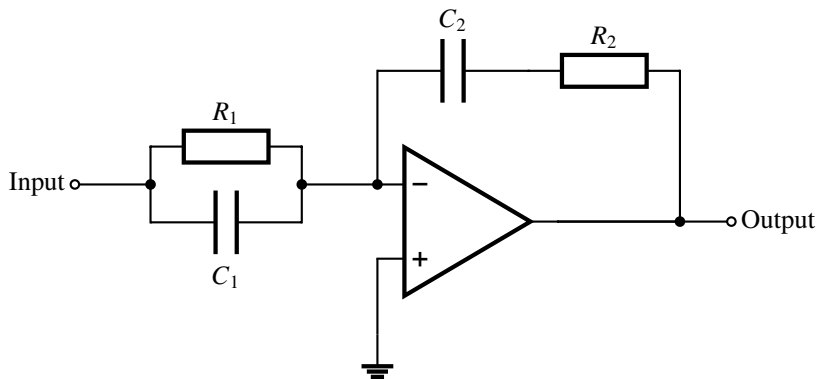 C₂
R₂
R₁
Input
−
Output
+
C₁